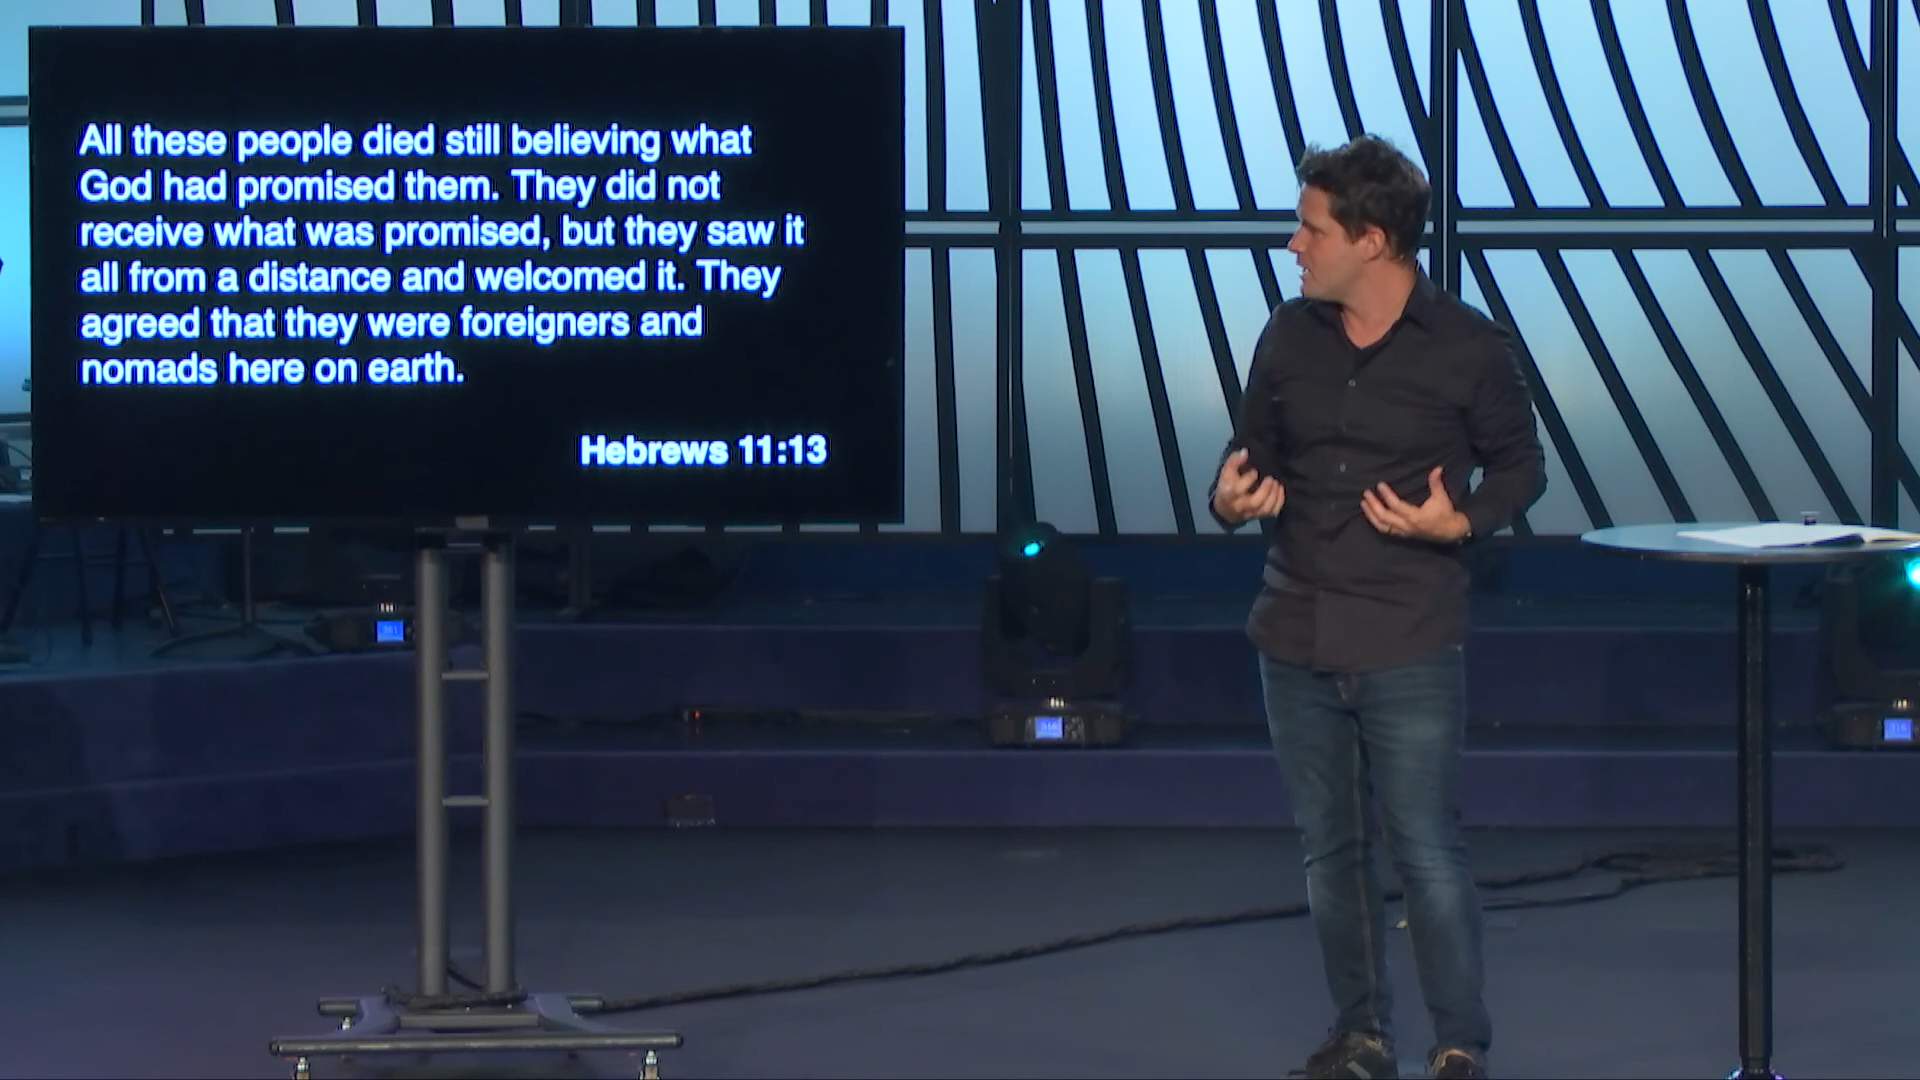 All these people died still believing what
God had promised them. They did not
receive what was promised, but they saw it
all from a distance and welcomed it. They
agreed that they were foreigners and
nomads here on earth.
Hebrews 11:13